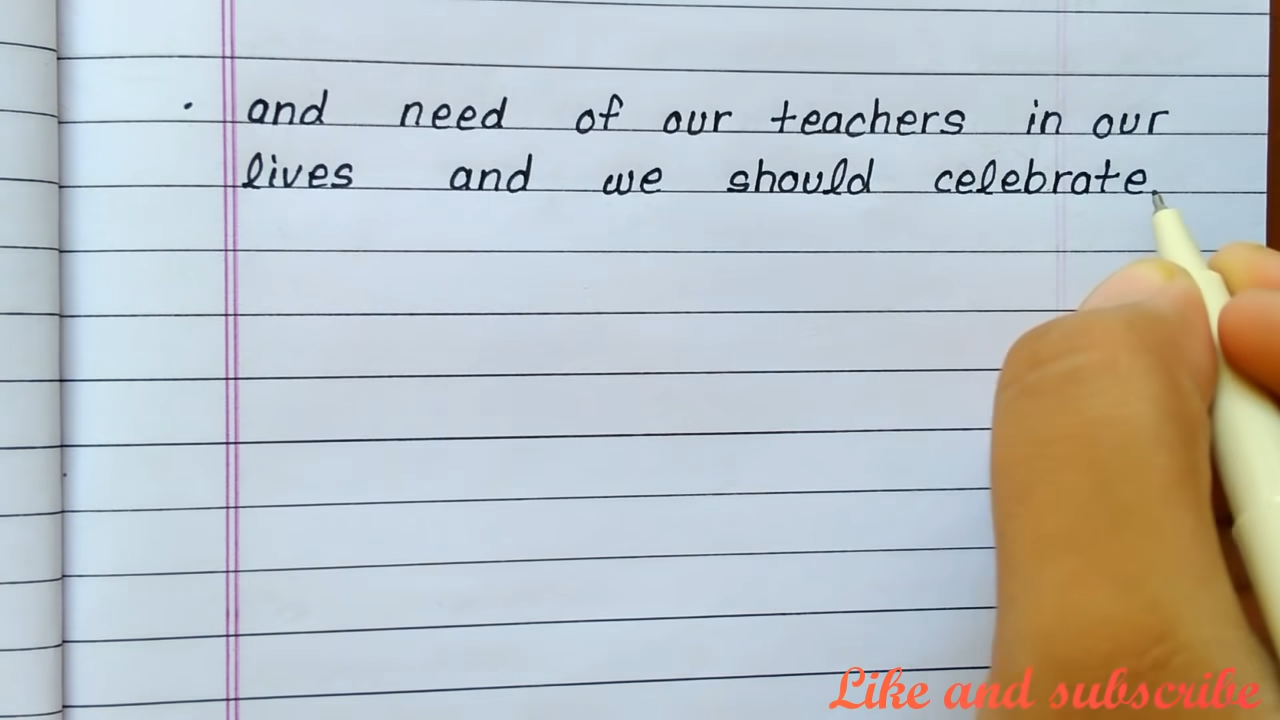 and need of our teachers in our
lives and we should celebrate
Like and subscribe